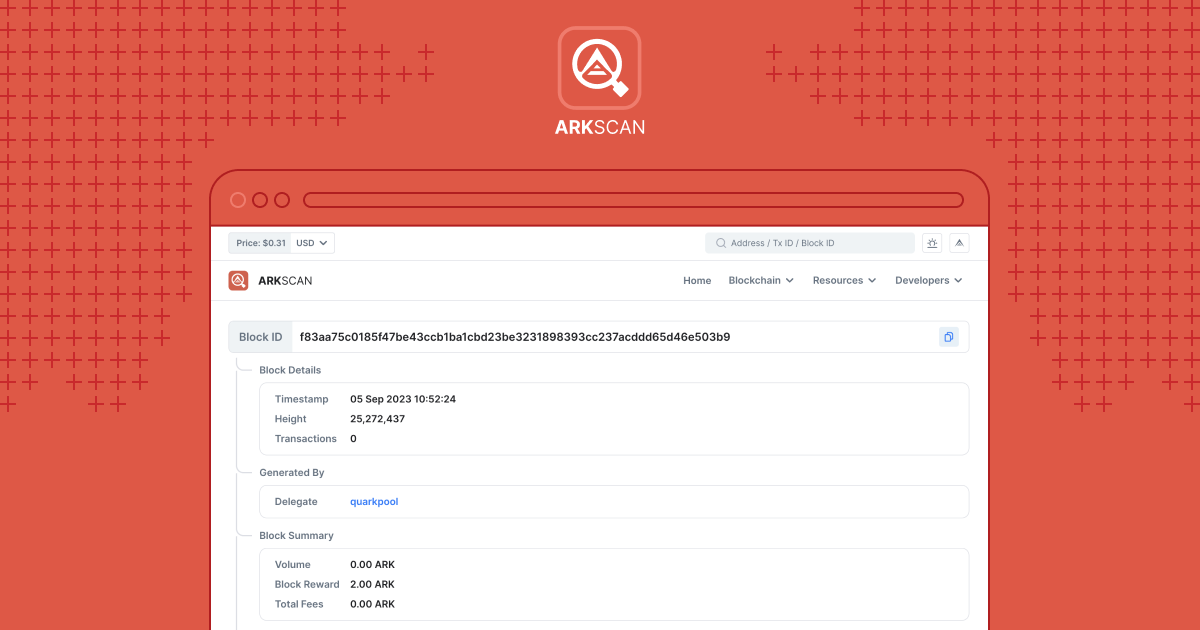 ARKSCAN
Price: $0.31 USD
Address / Tx ID / Block ID
ARKSCAN
Home Blockchain Resources Developers
Block ID f83aa75c0185f47be43ccb1ba1cbd23be3231898393cc237acddd65d46e503b9
Block Details
Timestamp 05 Sep 2023 10:52:24
Height 25,272,437
Transactions 0
Generated By
Delegate quarkpool
Block Summary
Volume 0.00 ARK
Block Reward 2.00 ARK
Total Fees 0.00 ARK